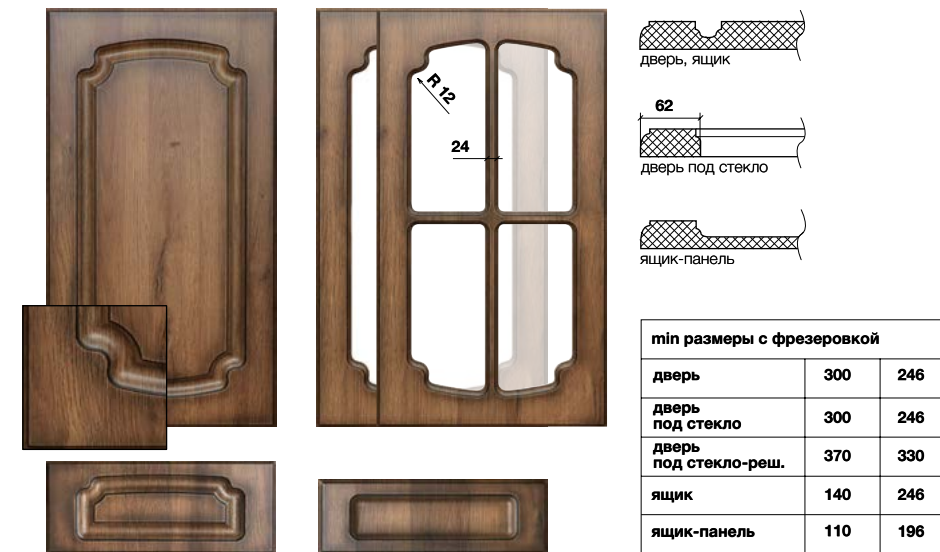 R 12
24
дверь, ящик
62
дверь под стекло
ящик-панель
min размеры с фрезеровкой
дверь 300 246
дверь
под стекло 300 246
дверь
под стекло-реш. 370 330
ящик 140 246
ящик-панель 110 196